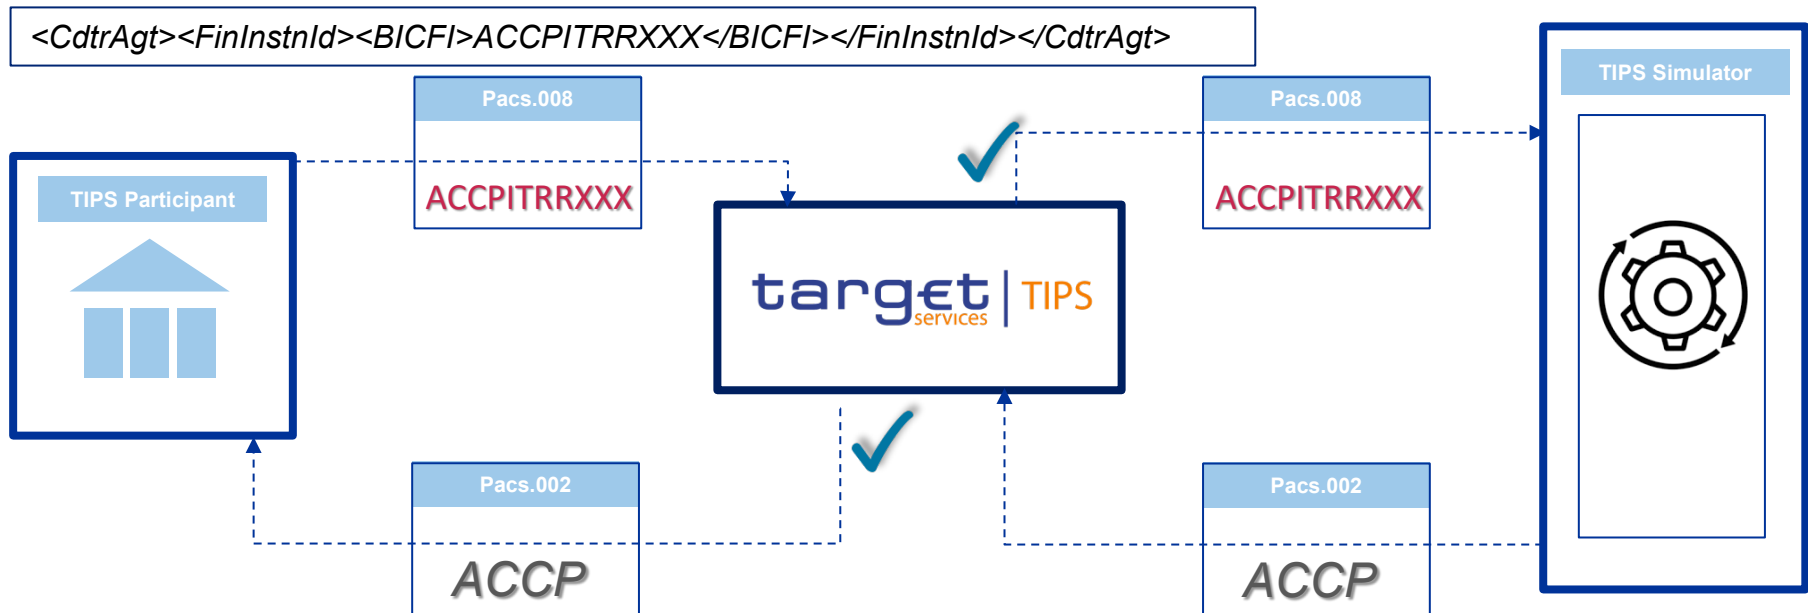 <CdtrAgt><FinInstnId><BICFI>ACCPITRRXXX</BICFI></FinInstnId></CdtrAgt>
TIPS Simulator
Pacs.008
Pacs.008
TIPS Participant
ACCPITRRXXX
ACCPITRRXXX
target
services
TIPS
Pacs.002
Pacs.002
ACCP
ACCP